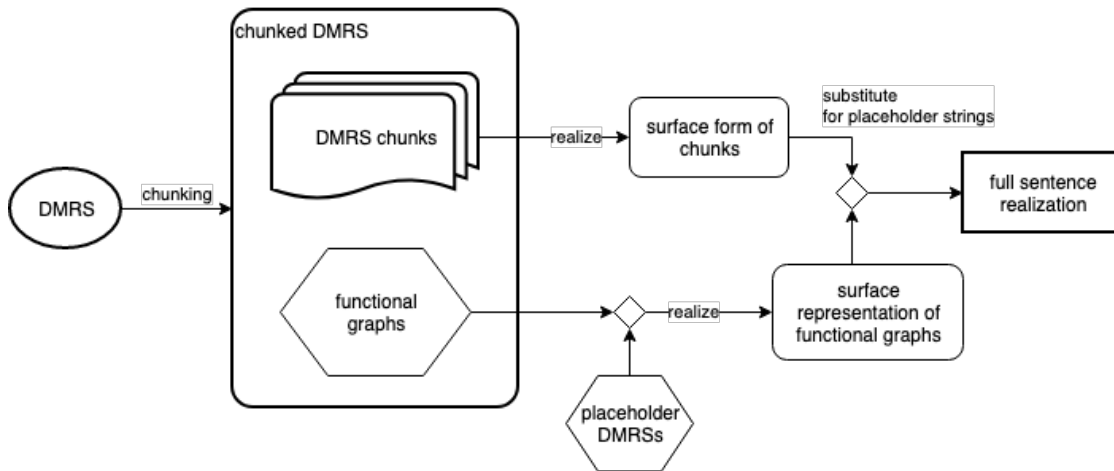 chunked DMRS
DMRS chunks
realize
surface form of
chunks
substitute
for placeholder strings
DMRS
chunking
full sentence
realization
functional
graphs
realize
surface
representation of
functional graphs
placeholder
DMRSs